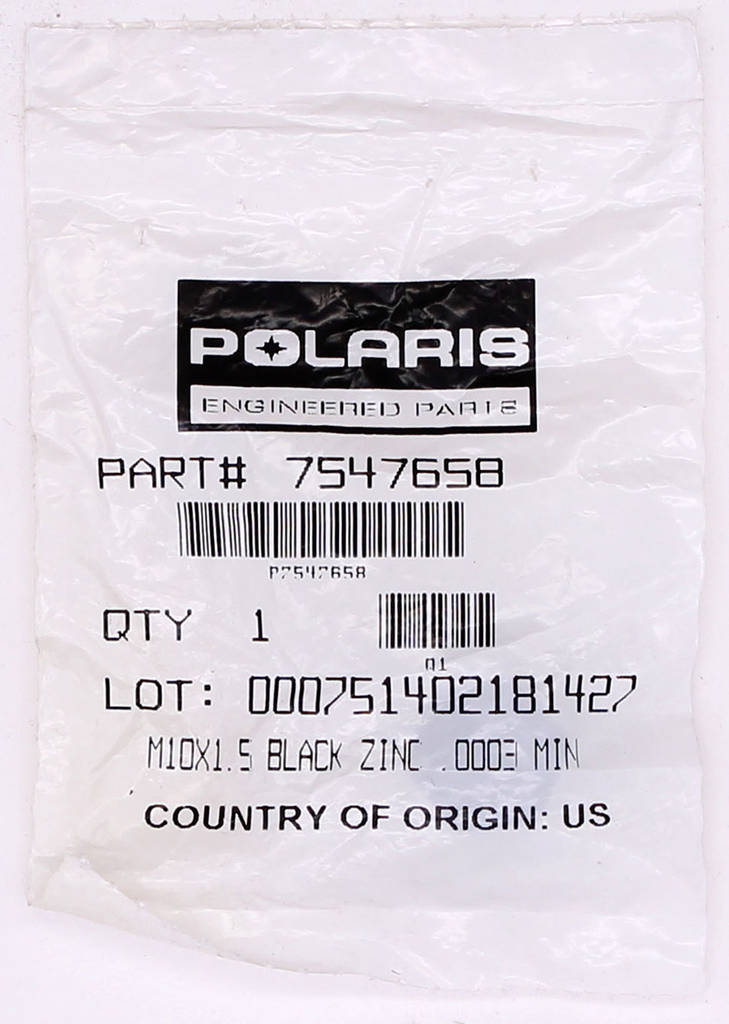 POLARIS
ENGINEERED PARTS
PART# 7547658
P7547658
QTY 1
Q1
LOT: 000751402181427
M10X1.5 BLACK ZINC .0003 MIN
COUNTRY OF ORIGIN: US